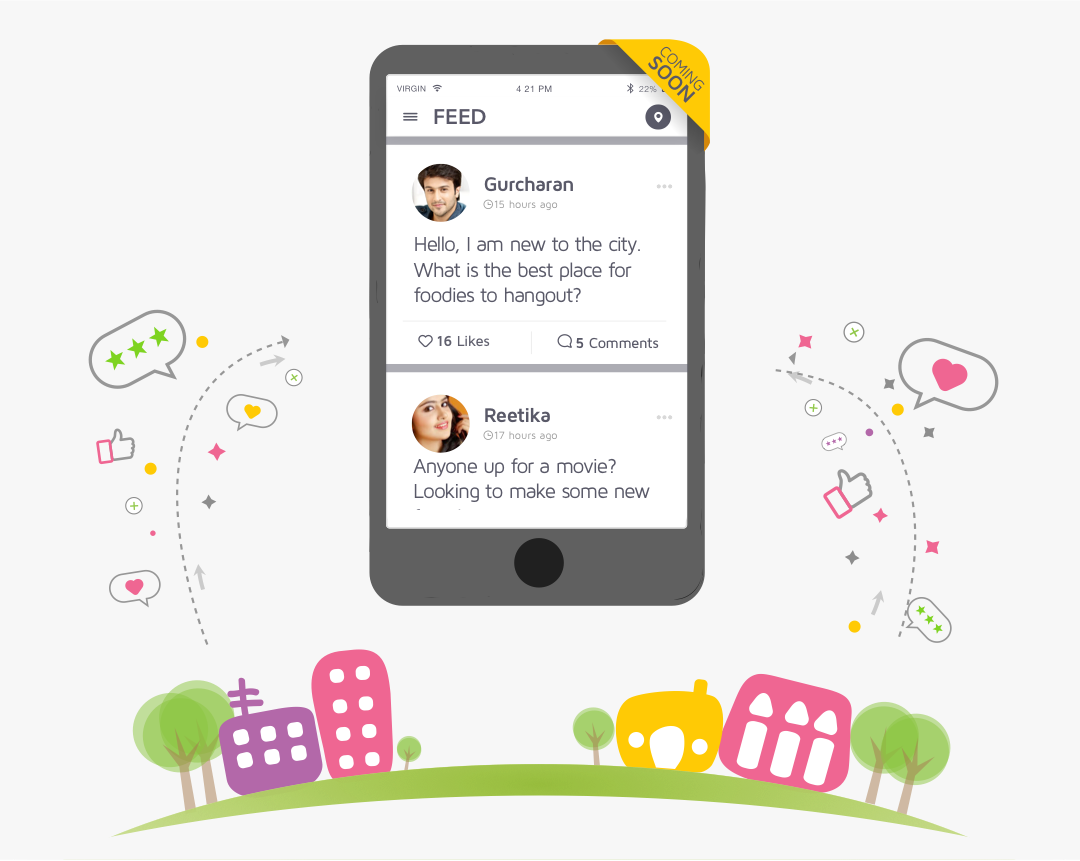 COMING
SOON
VIRGIN 4 21 PM 22%
FEED
Gurcharan
15 hours ago
Hello, I am new to the city.
What is the best place for
foodies to hangout?
16 Likes 5 Comments
Reetika
17 hours ago
Anyone up for a movie?
Looking to make some new